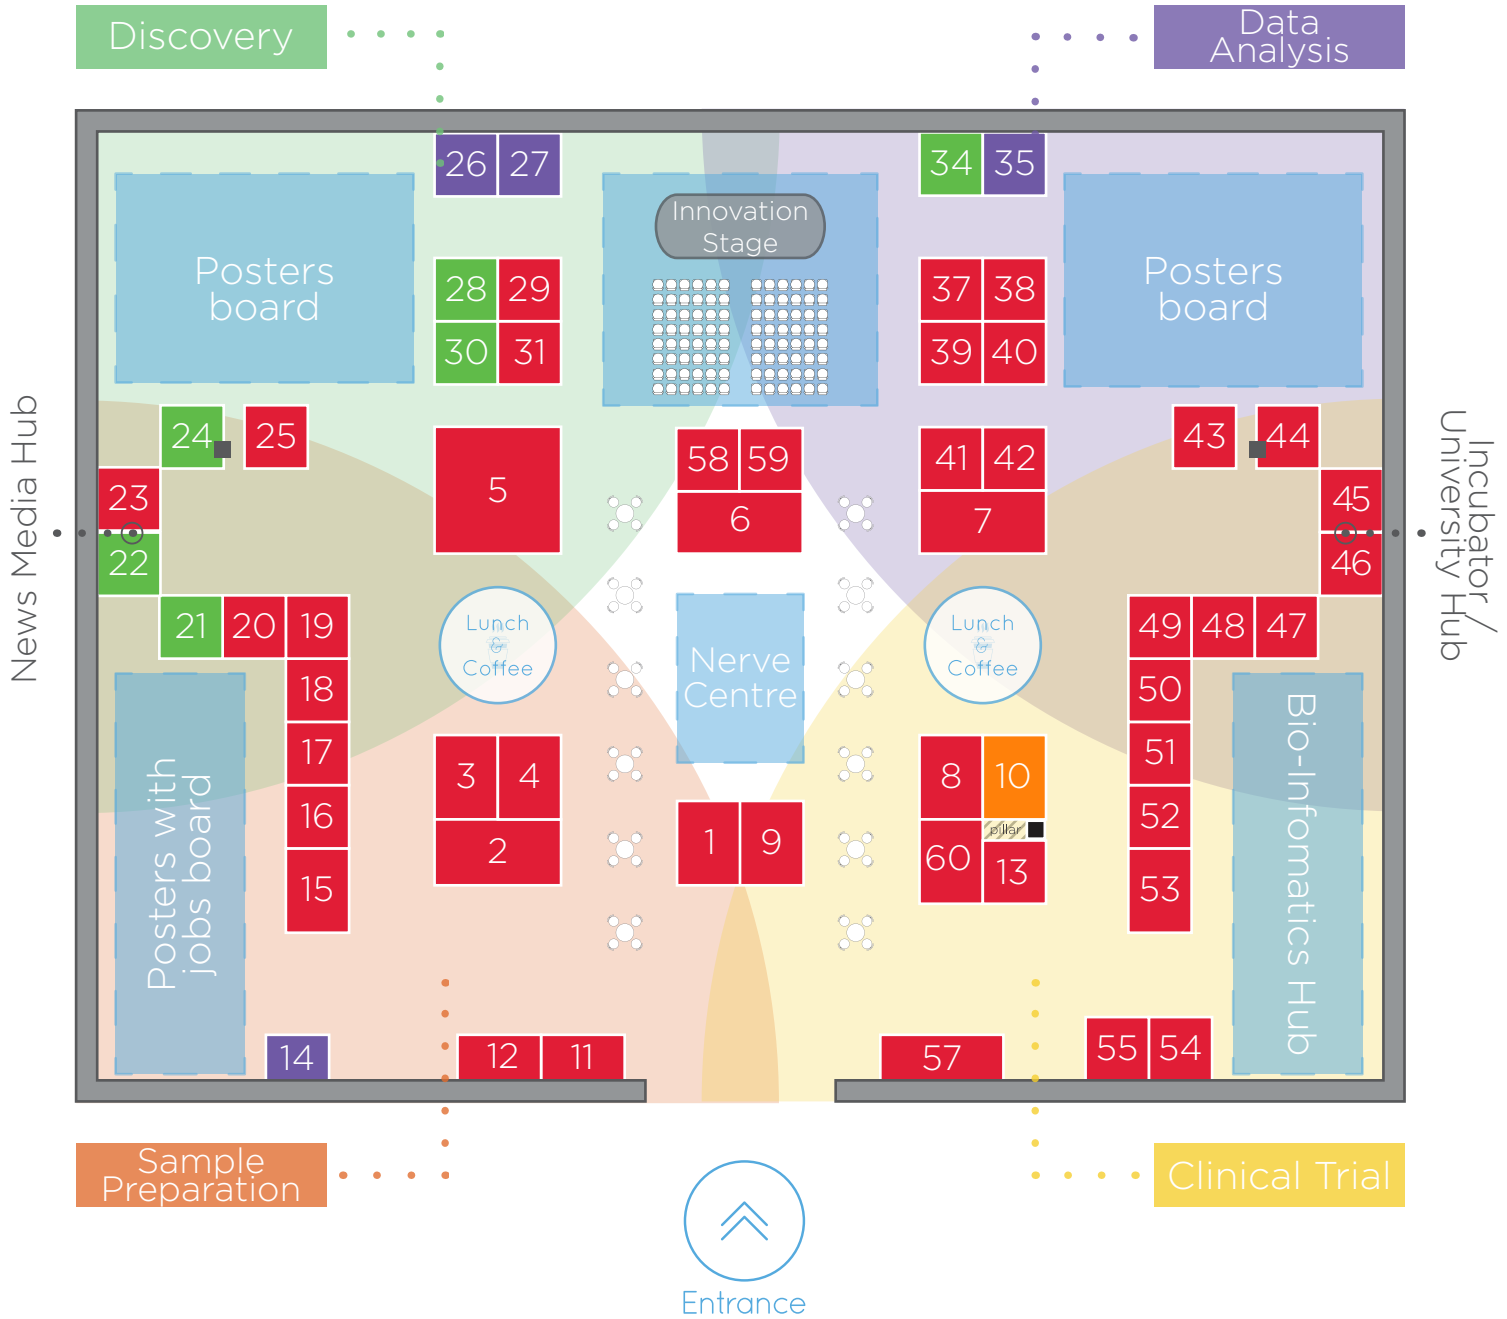 Discovery
Data
Analysis
26 27
34 35
Innovation
Stage
Posters
board
28 29
30 31
37 38
39 40
Posters
board
24 25
23
22
5
58 59
6
41 42
7
43 44
45
46
News Media Hub
Incubator /
University Hub
21 20 19
18
17
16
15
Lunch
&
Coffee
Nerve
Centre
Lunch
&
Coffee
49 48 47
50
51
52
53
Posters with
jobs board
3 4
2
1 9
8 10
pillar
60 13
Bio-Infomatics Hub
14
12 11
57
55 54
Sample
Preparation
Clinical Trial
Entrance